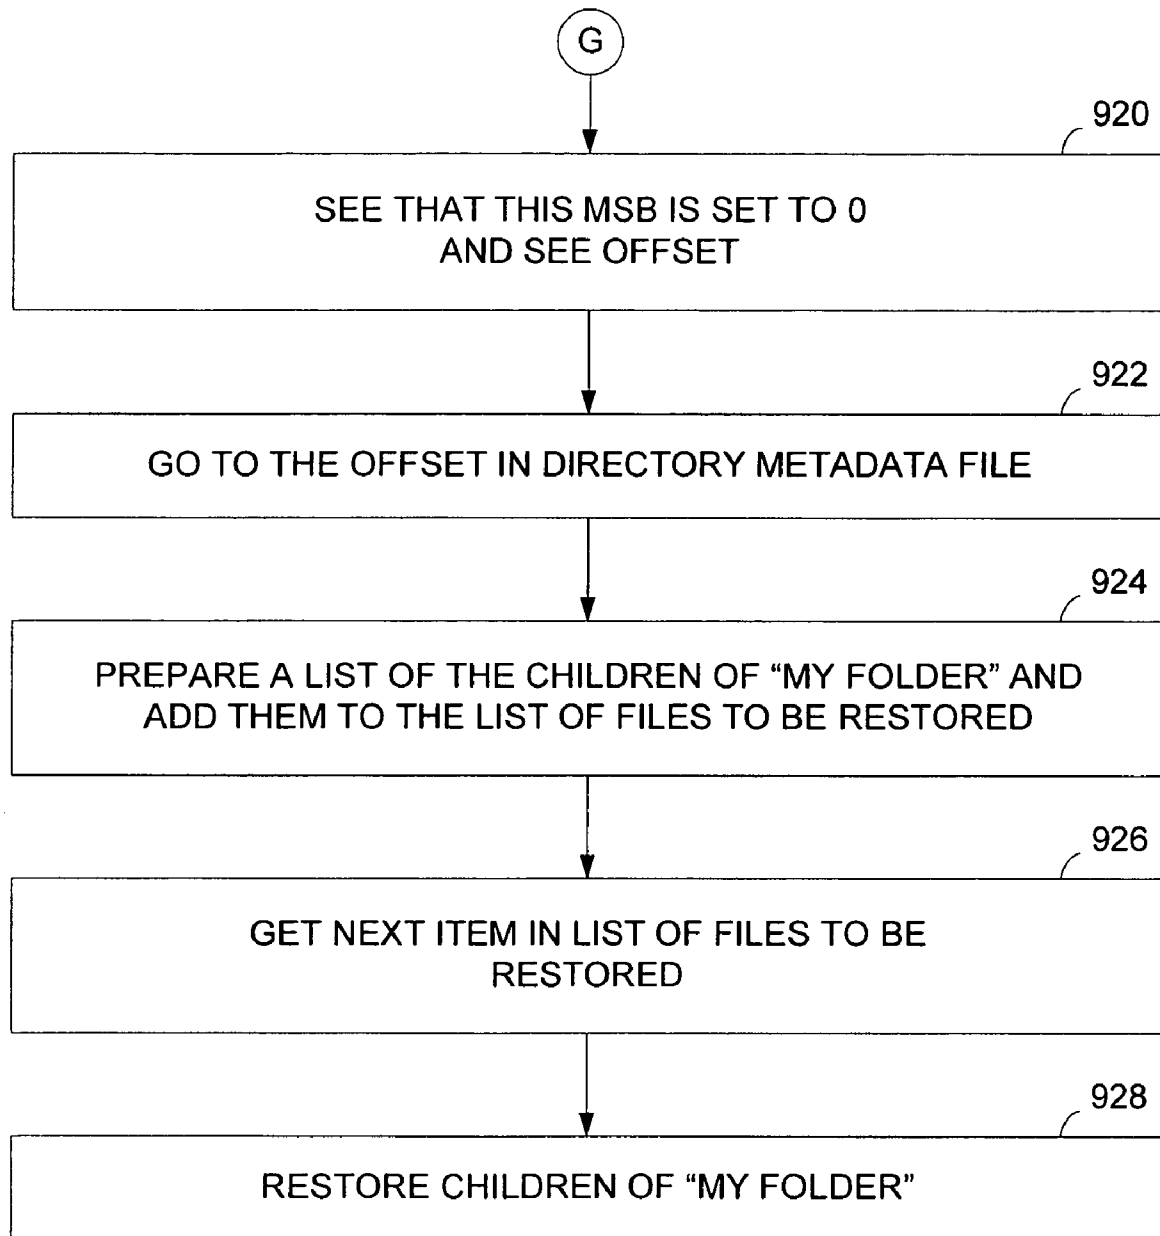 G
920
SEE THAT THIS MSB IS SET TO 0
AND SEE OFFSET
922
GO TO THE OFFSET IN DIRECTORY METADATA FILE
924
PREPARE A LIST OF THE CHILDREN OF “MY FOLDER” AND
ADD THEM TO THE LIST OF FILES TO BE RESTORED
926
GET NEXT ITEM IN LIST OF FILES TO BE
RESTORED
928
RESTORE CHILDREN OF “MY FOLDER”